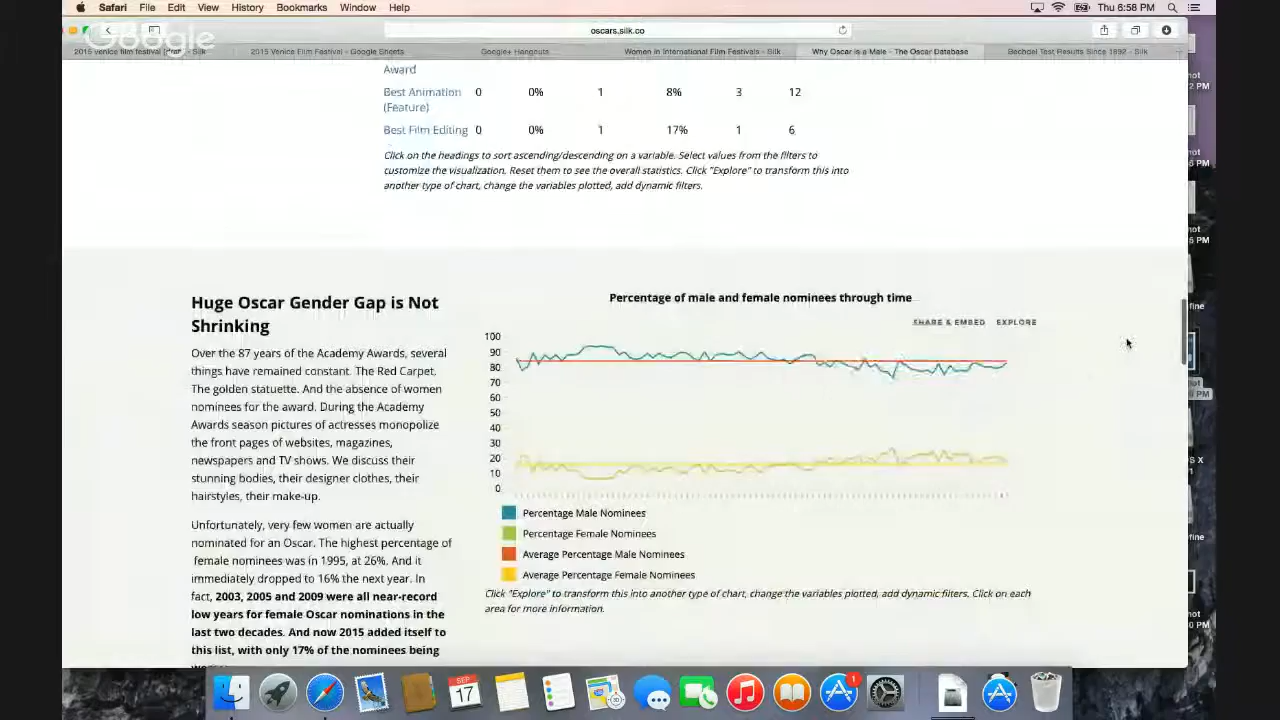 Safari File Edit View History Bookmarks Window Help Thu 6:58 PM
Google
oscars.silk.co
2015 Venice Film Festival - Google Sheets
Google+ Hangouts
Women in International Film Festivals - Silk
Why Oscar is a Male - The Oscar Database
Bechdel Test Results Since 1892 - Silk
Award
Best Animation 0 0% 1 8% 3 12
(Feature)
Best Film Editing 0 0% 1 17% 1 6
Click on the headings to sort ascending/descending on a variable. Select values from the filters to
customize the visualization. Reset them to see the overall statistics. Click "Explore" to transform this into
another type of chart, change the variables plotted, add dynamic filters.
Huge Oscar Gender Gap is Not
Shrinking
Over the 87 years of the Academy Awards, several
things have remained constant. The Red Carpet.
The golden statuette. And the absence of women
nominees for the award. During the Academy
Awards season pictures of actresses monopolize
the front pages of websites, magazines,
newspapers and TV shows. We discuss their
stunning bodies, their designer clothes, their
hairstyles, their make-up.
Unfortunately, very few women are actually
nominated for an Oscar. The highest percentage of
female nominees was in 1995, at 26%. And it
immediately dropped to 16% the next year. In
fact, 2003, 2005 and 2009 were all near-record
low years for female Oscar nominations in the
last two decades. And now 2015 added itself to
this list, with only 17% of the nominees being
Percentage of male and female nominees through time
SHARE & EMBED EXPLORE
100
90
80
70
60
50
40
30
20
10
0
Percentage Male Nominees
Percentage Female Nominees
Average Percentage Male Nominees
Average Percentage Female Nominees
Click "Explore" to transform this into another type of chart, change the variables plotted, add dynamic filters. Click on each
area for more information.
SEP
17
1